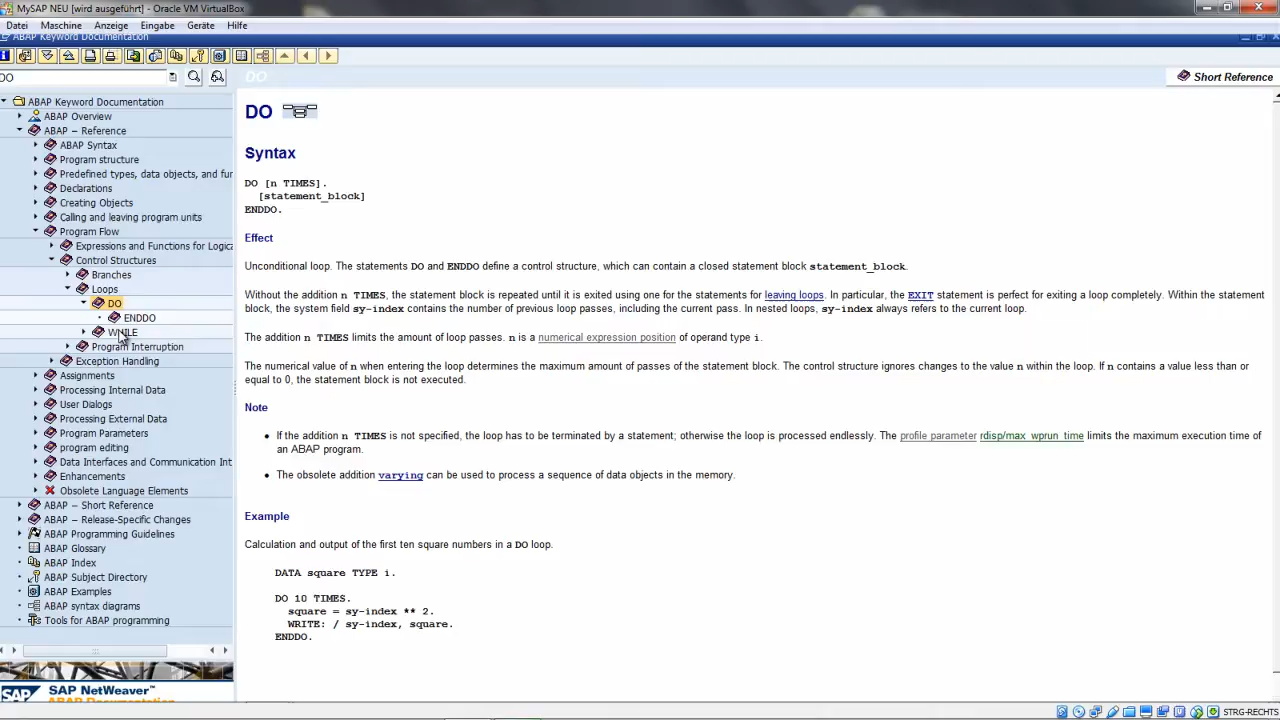 MySAP NEU [wird ausgeführt] - Oracle VM VirtualBox
Datei Maschine Anzeige Eingabe Geräte Hilfe
ABAP Keyword Documentation
DO
DO
Short Reference
ABAP Keyword Documentation
ABAP Overview
ABAP – Reference
ABAP Syntax
Program structure
Predefined types, data objects, and fur
Declarations
Creating Objects
Calling and leaving program units
Program Flow
Expressions and Functions for Logica
Control Structures
Branches
Loops
DO
ENDDO
WHILE
Program Interruption
Exception Handling
Assignments
Processing Internal Data
User Dialogs
Processing External Data
Program Parameters
program editing
Data Interfaces and Communication Int
Enhancements
Obsolete Language Elements
ABAP – Short Reference
ABAP – Release-Specific Changes
ABAP Programming Guidelines
ABAP Glossary
ABAP Index
ABAP Subject Directory
ABAP Examples
ABAP syntax diagrams
Tools for ABAP programming
SAP
SAP NetWeaver™
ABAP Documentation
DO
Syntax
DO [n TIMES].
[statement_block]
ENDDO.
Effect
Unconditional loop. The statements DO and ENDDO define a control structure, which can contain a closed statement block statement_block.
Without the addition n TIMES, the statement block is repeated until it is exited using one for the statements for leaving loops. In particular, the EXIT statement is perfect for exiting a loop completely. Within the statement
block, the system field sy-index contains the number of previous loop passes, including the current pass. In nested loops, sy-index always refers to the current loop.
The addition n TIMES limits the amount of loop passes. n is a numerical expression position of operand type i.
The numerical value of n when entering the loop determines the maximum amount of passes of the statement block. The control structure ignores changes to the value n within the loop. If n contains a value less than or
equal to 0, the statement block is not executed.
Note
• If the addition n TIMES is not specified, the loop has to be terminated by a statement; otherwise the loop is processed endlessly. The profile parameter rdisp/max_wprun_time limits the maximum execution time of
an ABAP program.
• The obsolete addition varying can be used to process a sequence of data objects in the memory.
Example
Calculation and output of the first ten square numbers in a DO loop.
DATA square TYPE i.
DO 10 TIMES.
square = sy-index ** 2.
WRITE: / sy-index, square.
ENDDO.
STRG-RECHTS